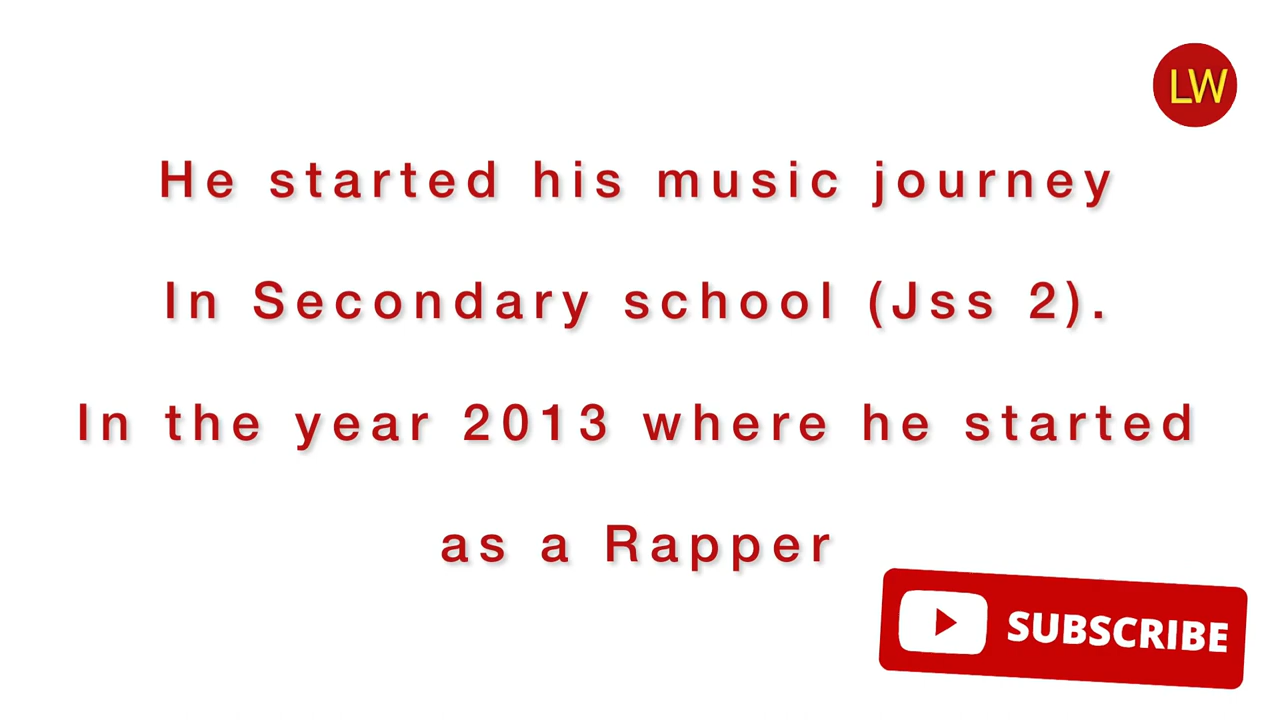 LW
He started his music journey
In Secondary school (Jss 2).
In the year 2013 where he started
as a Rapper
SUBSCRIBE